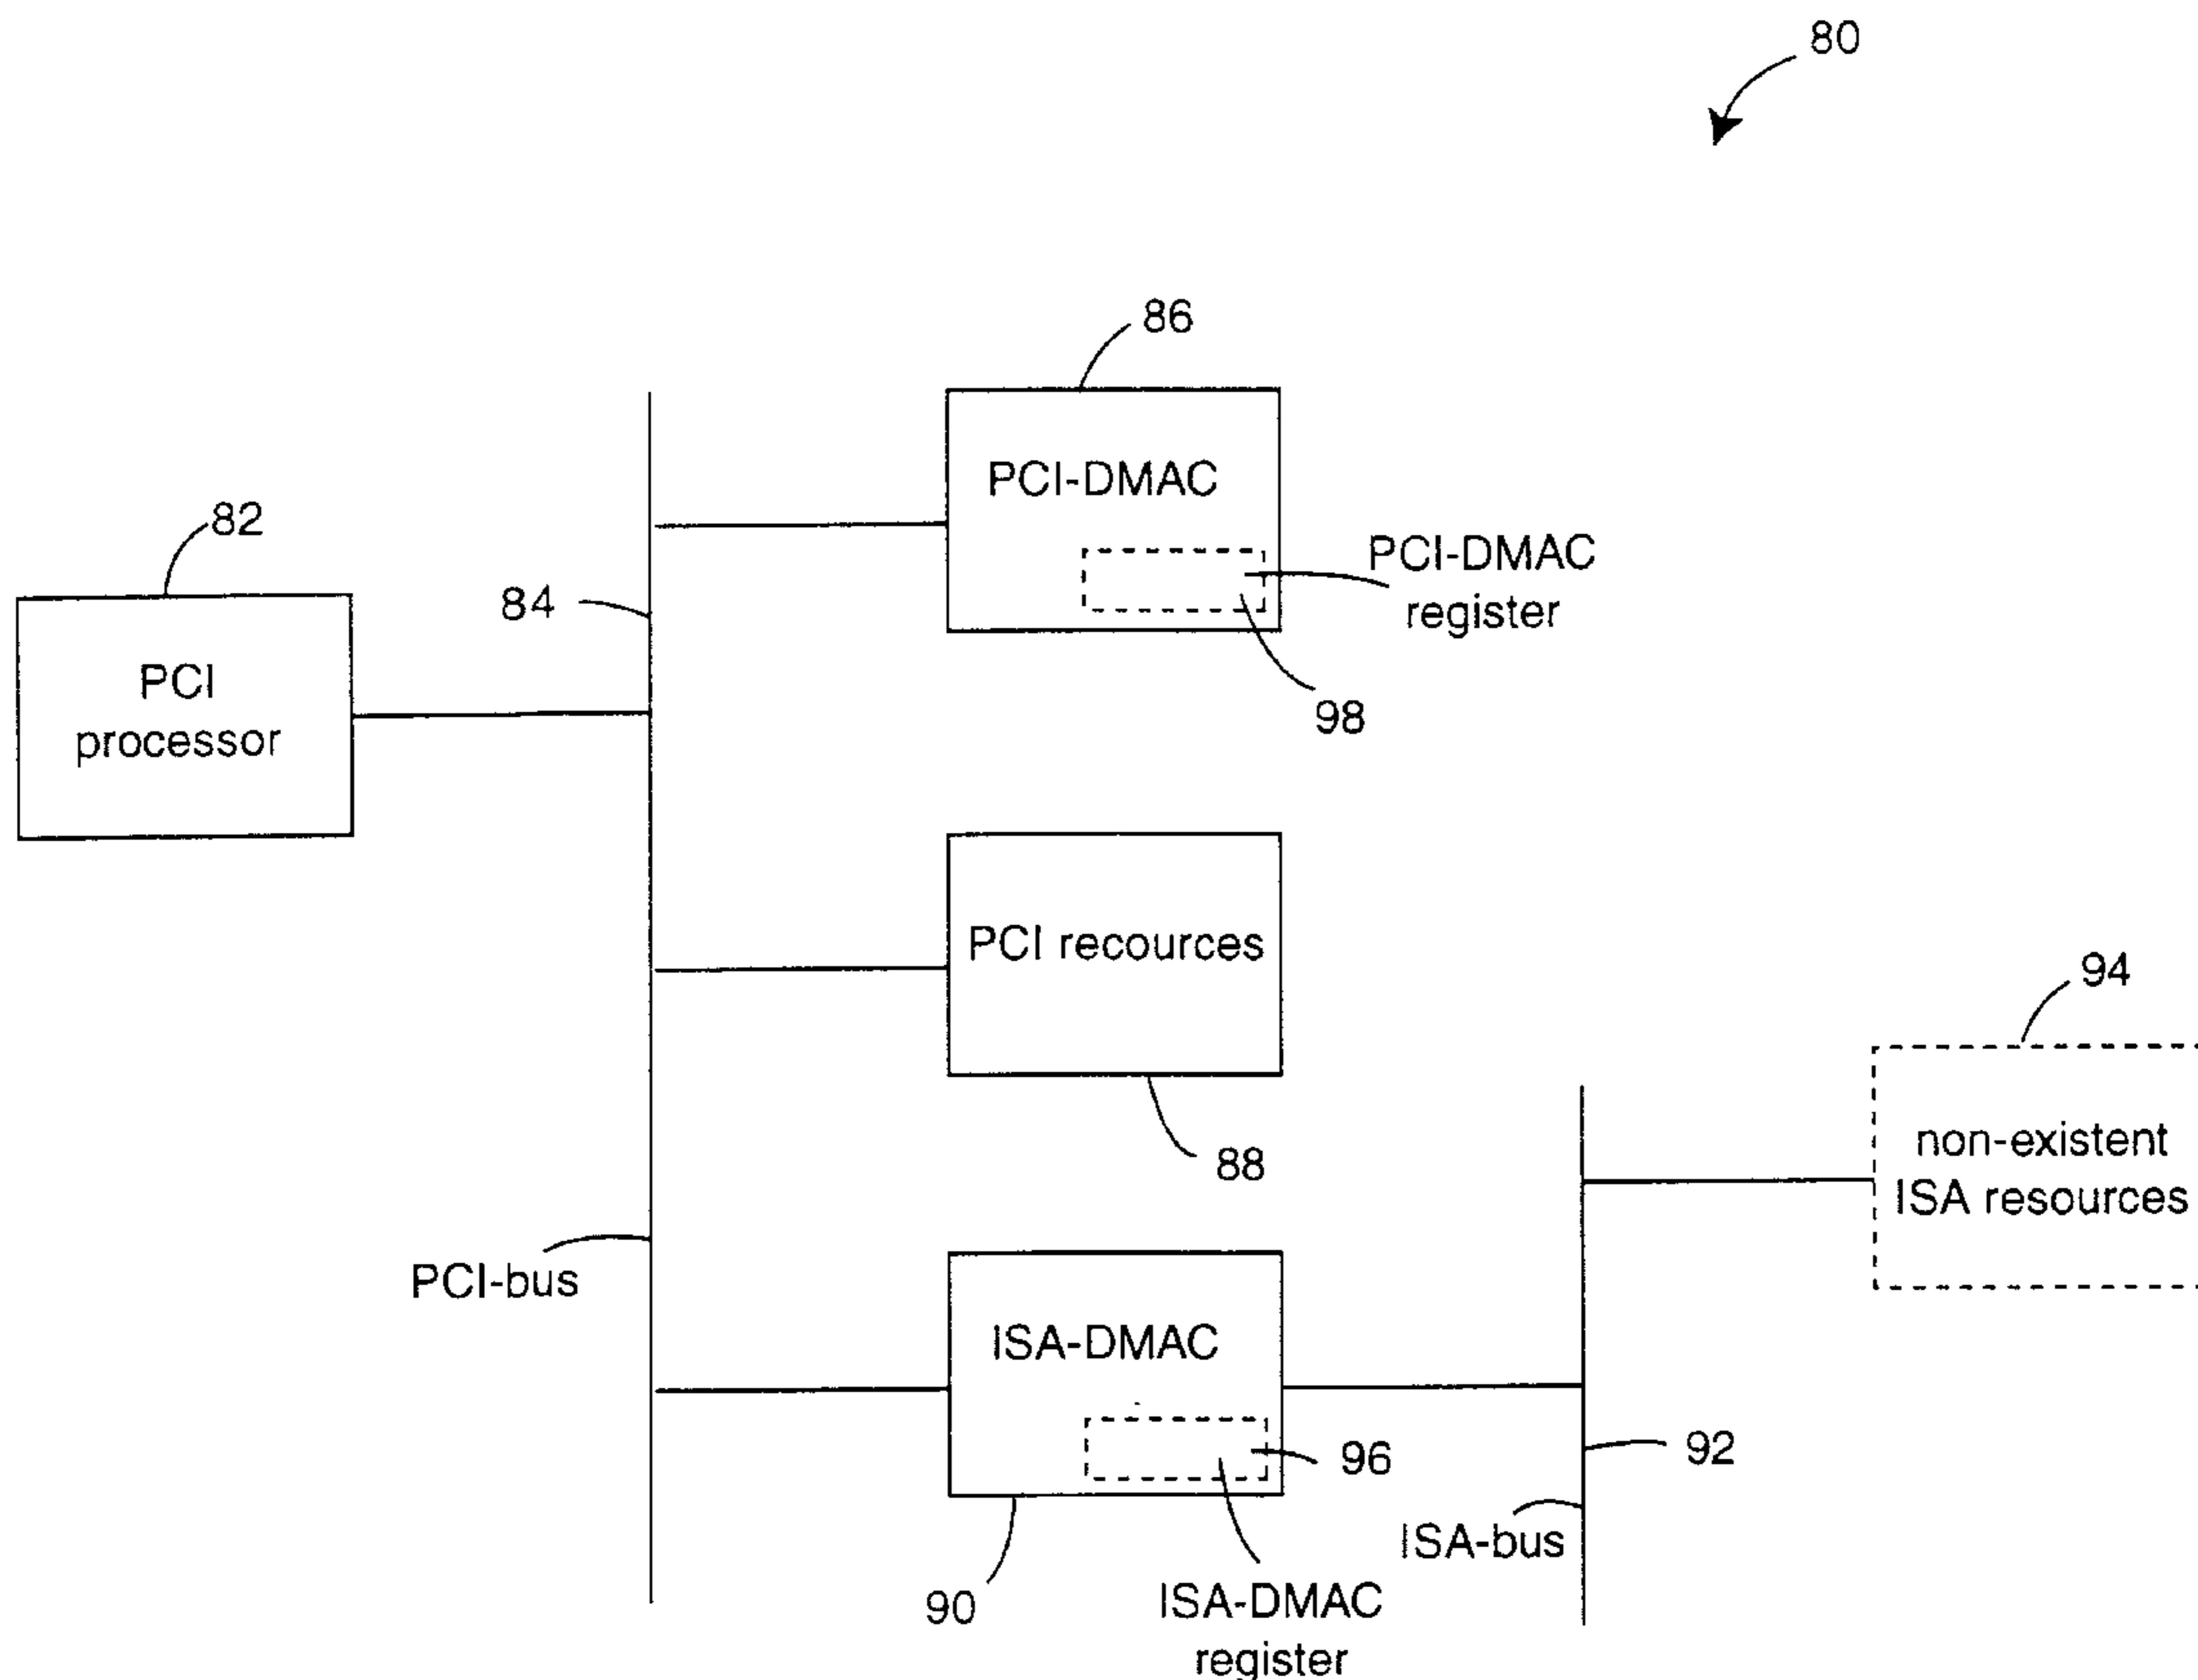 80
86
PCI-DMAC
82
PCI-DMAC
register
84
PCI
processor
98
PCI recources
94
non-existent
ISA resources
88
PCI-bus
ISA-DMAC
96
92
ISA-bus
90
ISA-DMAC
register